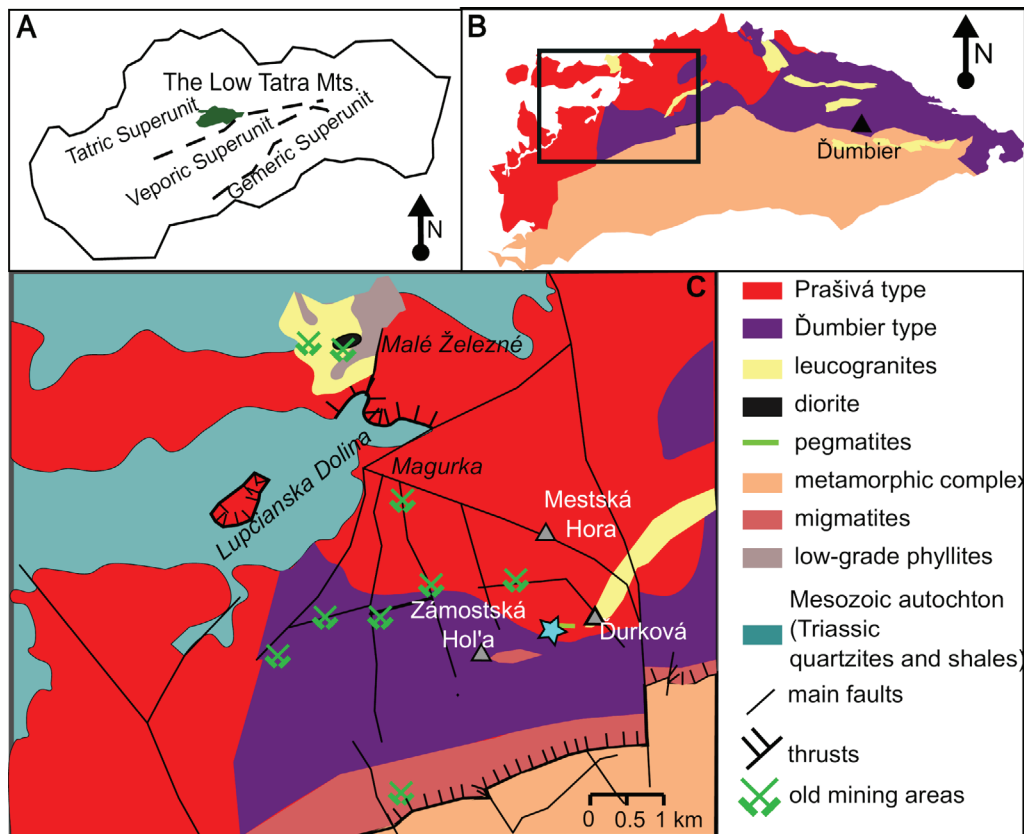 A
The Low Tatra Mts.
Tatric Superunit
Veporic Superunit
Gemeric Superunit
N
B
N
Ďumbier
C
Malé Železné
Lupcianska Dolina
Magurka
Mestská
Hora
Zámostská
Hol'a
Durková
0 0.5 1 km
Prašivá type
Ďumbier type
leucogranites
diorite
pegmatites
metamorphic complex
migmatites
low-grade phyllites
Mesozoic autochton
(Triassic
quartzites and shales)
main faults
thrusts
old mining areas